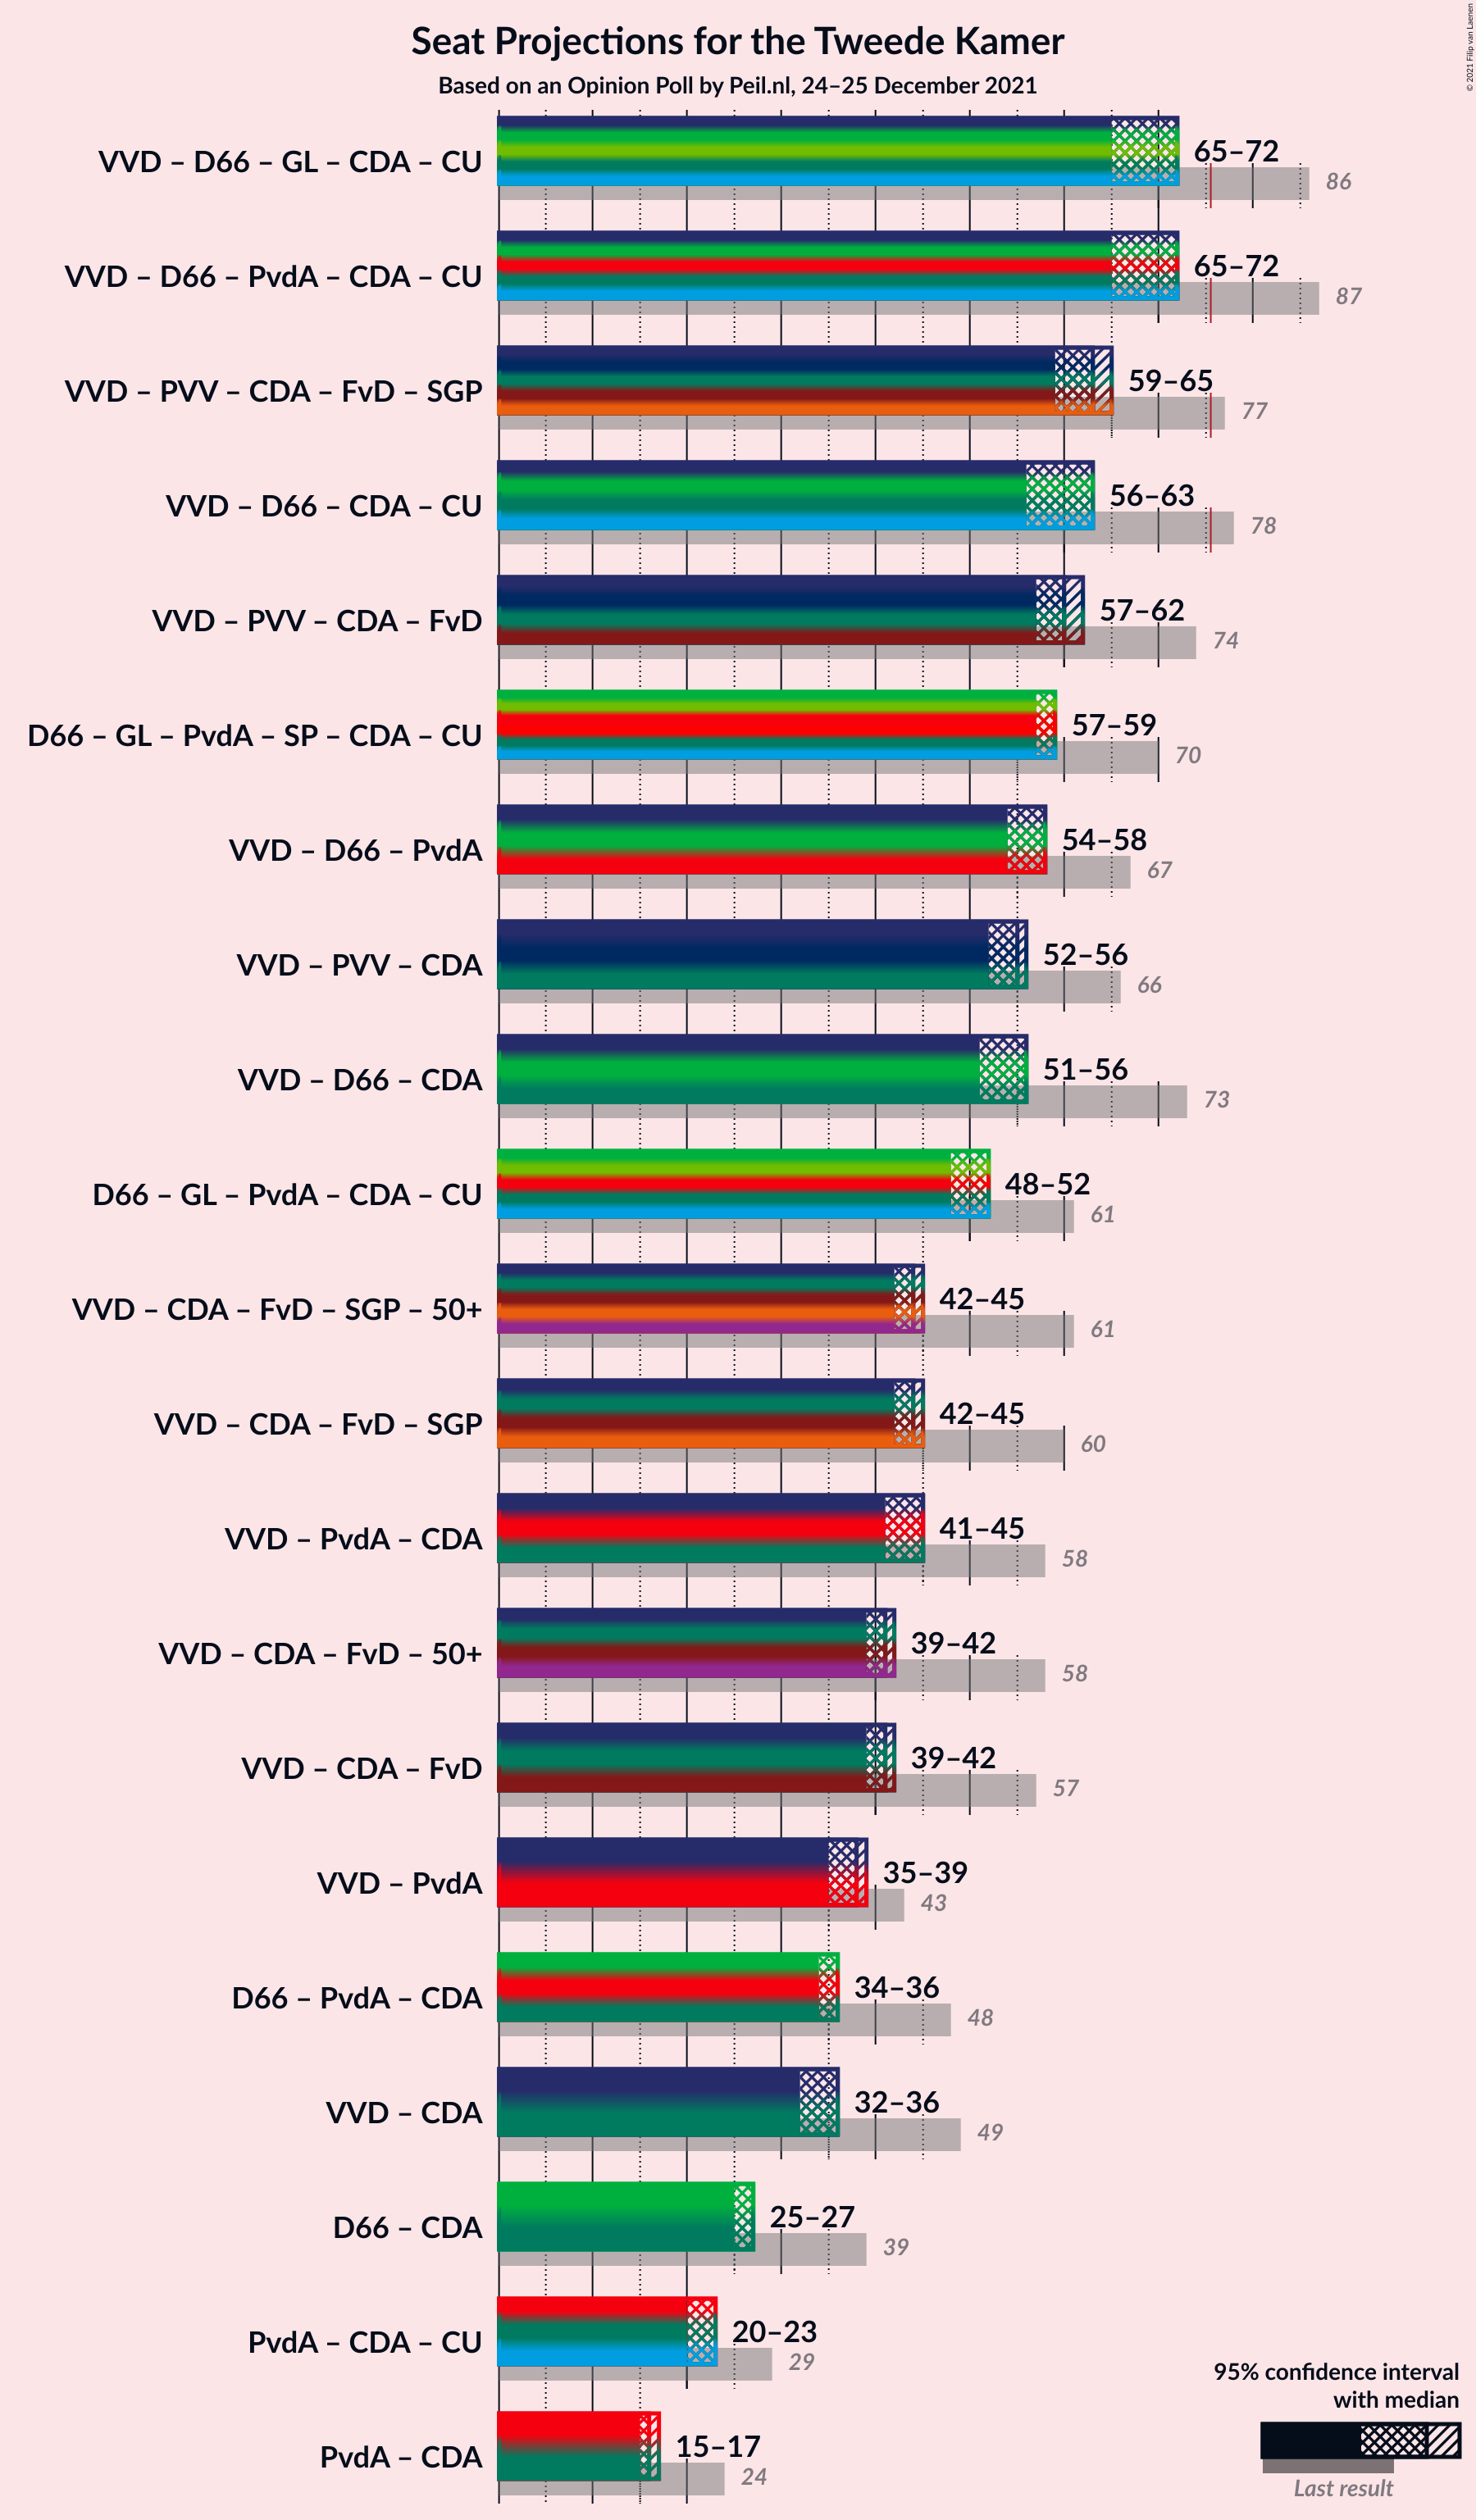 Seat Projections for the Tweede Kamer
Based on an Opinion Poll by Peil.nl, 24–25 December 2021
© 2021 Filip van Laenen
VVD – D66 – GL – CDA – CU
65–72
86
VVD – D66 – PvdA – CDA – CU
65–72
87
VVD – PVV – CDA – FvD – SGP
59–65
77
VVD – D66 – CDA – CU
56–63
78
VVD – PVV – CDA – FvD
57–62
74
D66 – GL – PvdA – SP – CDA – CU
57–59
70
VVD – D66 – PvdA
54–58
67
VVD – PVV – CDA
52–56
66
VVD – D66 – CDA
51–56
73
D66 – GL – PvdA – CDA – CU
48–52
61
VVD – CDA – FvD – SGP – 50+
42–45
61
VVD – CDA – FvD – SGP
42–45
60
VVD – PvdA – CDA
41–45
58
VVD – CDA – FvD – 50+
39–42
58
VVD – CDA – FvD
39–42
57
VVD – PvdA
35–39
43
D66 – PvdA – CDA
34–36
48
VVD – CDA
32–36
49
D66 – CDA
25–27
39
PvdA – CDA – CU
20–23
29
PvdA – CDA
15–17
24
95% confidence interval
with median
Last result